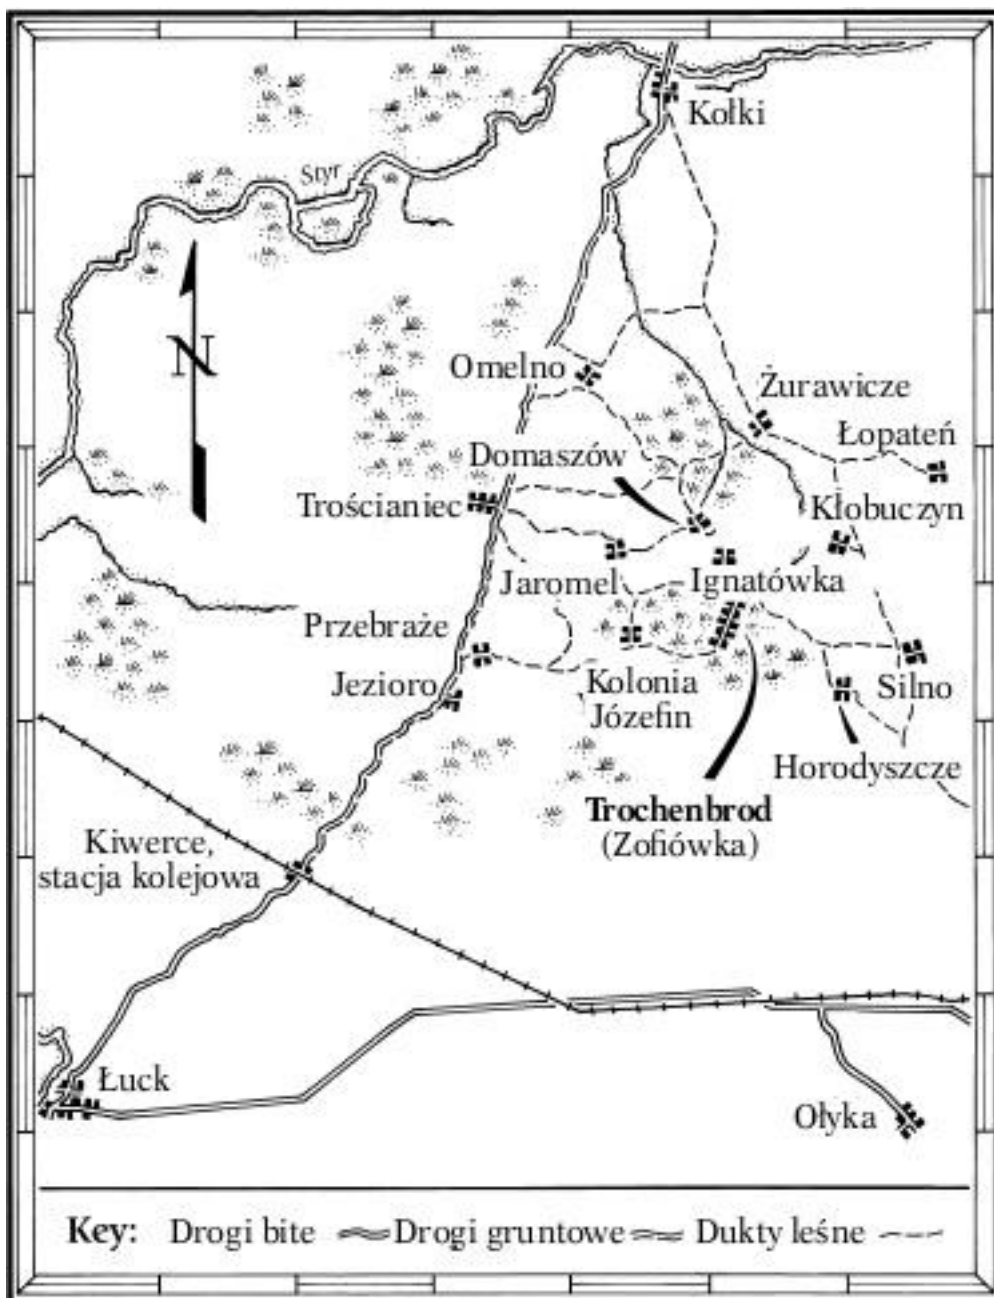 Kołki
Styr
N
Omelno
Żurawicze
Łopateń
Domaszów
Trościaniec
Kłobuczyn
Jaromel
Ignatówka
Przebraże
Jezioro
Kolonia
Józefin
Silno
Horodyszcze
Trochenbrod
(Zofiówka)
Kiwerce,
stacja kolejowa
Łuck
Ołyka
Key: Drogi bite Drogi gruntowe Dukty leśne